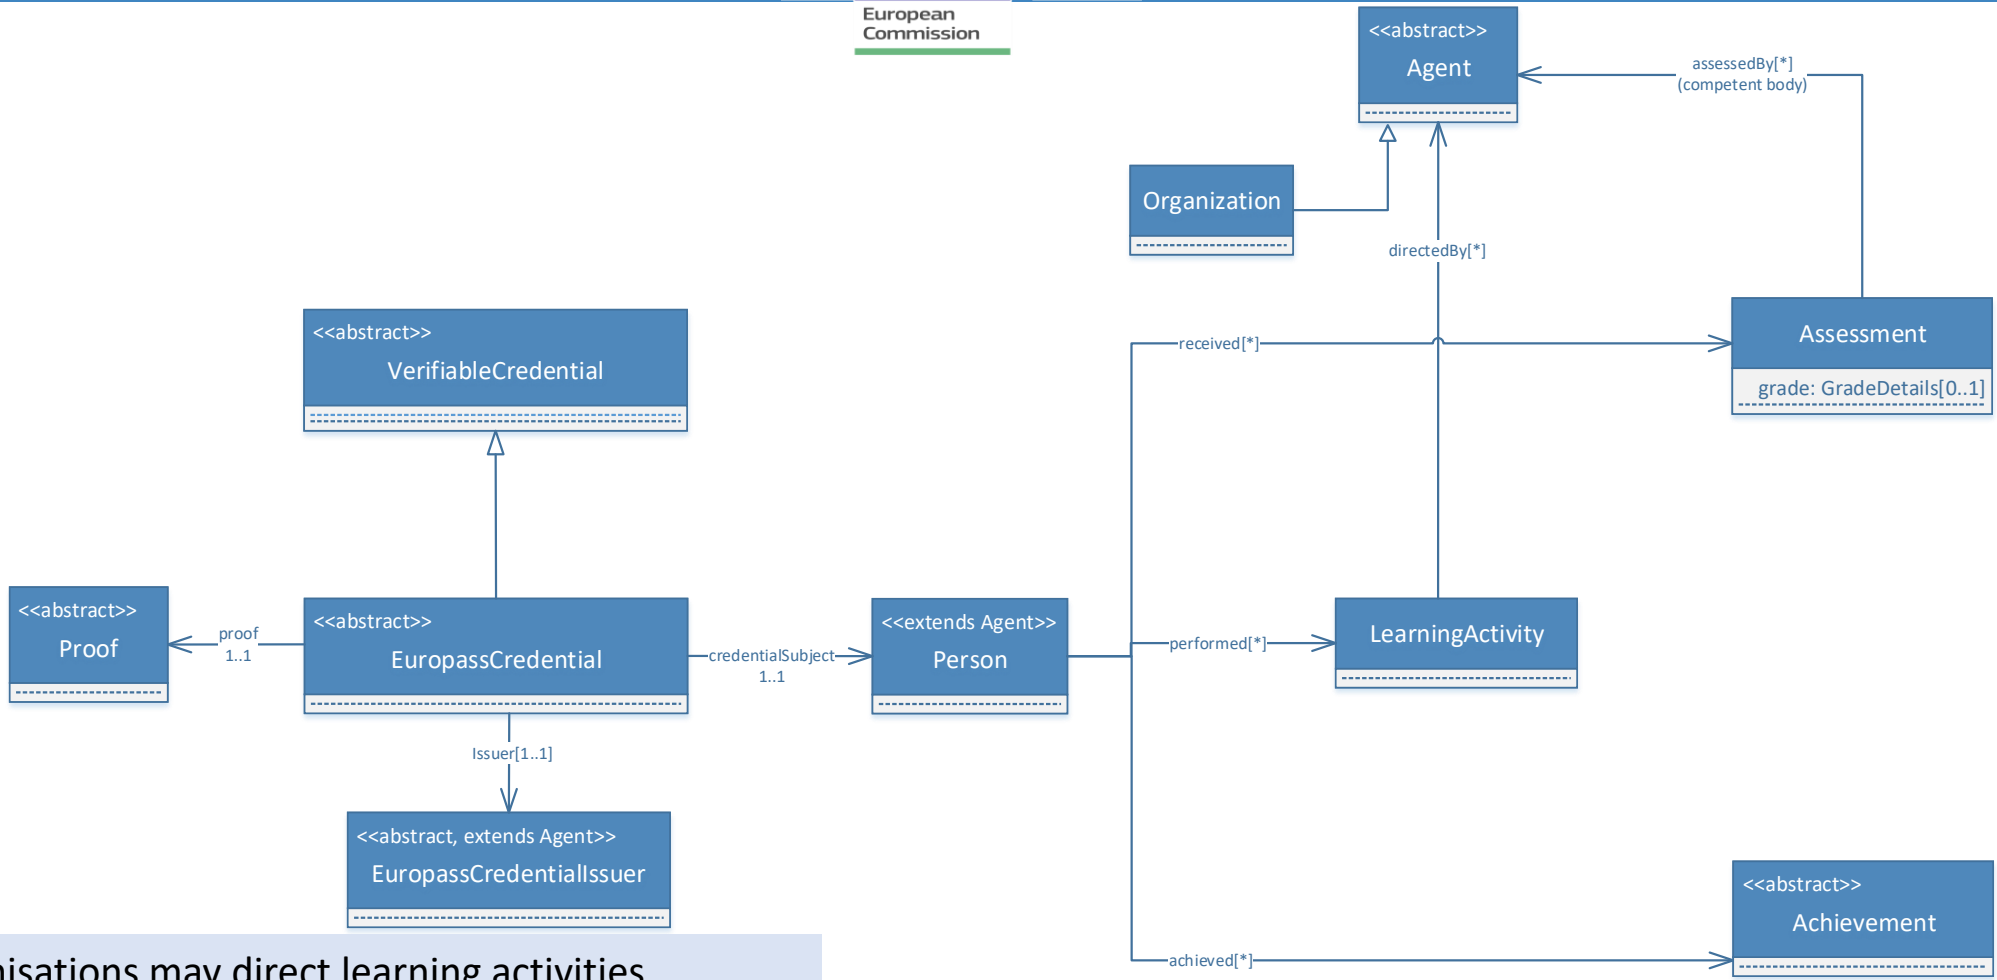 European
Commission
<<abstract>>
Agent
assessedBy[*]
(competent body)
Organization
directedBy[*]
<<abstract>>
VerifiableCredential
received[*]
Assessment
grade: GradeDetails[0..1]
<<abstract>>
Proof
proof
1..1
<<abstract>>
EuropassCredential
credentialSubject
1..1
<<extends Agent>>
Person
performed[*]
LearningActivity
Issuer[1..1]
<<abstract, extends Agent>>
EuropassCredentialIssuer
<<abstract>>
Achievement
achieved[*]
may direct learning activities